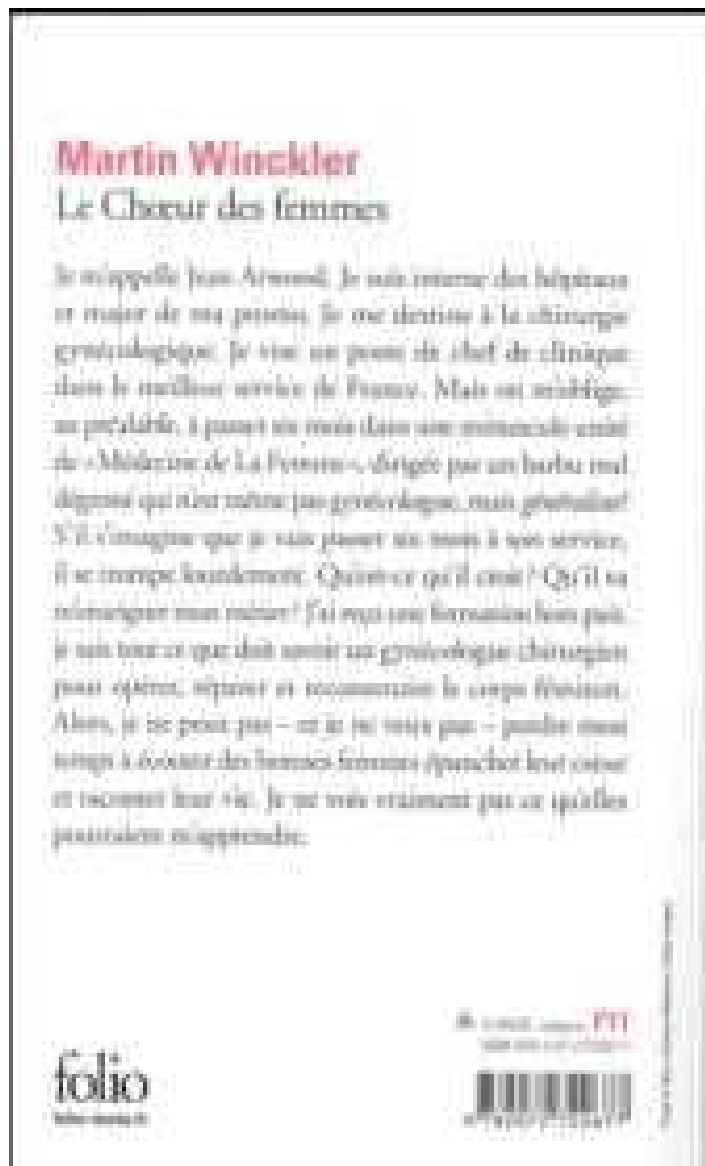 Martin Winckler
Le Chœur des femmes
Je m'appelle Jean Atwood. Je suis interne des hôpitaux
et major de ma promo. Je me destine à la chirurgie
gynécologique. Je vise un poste de chef de clinique
dans le meilleur service de France. Mais on m'oblige,
au préalable, à passer six mois dans une minuscule unité
de «Médecine de La Femme», dirigée par un barbu mal
dégrossi qui n'est même pas gynécologue, mais généraliste!
S'il s'imagine que je vais passer six mois à son service,
il se trompe lourdement. Qu'est-ce qu'il croit? Qu'il va
m'enseigner mon métier? J'ai reçu une formation hors pair,
je sais tout ce que doit savoir un gynécologue chirurgien
pour opérer, réparer et reconstruire le corps féminin.
Alors, je ne peux pas – et je ne veux pas – perdre mon
temps à écouter des bonnes femmes épancher leur cœur
et raconter leur vie. Je ne vois vraiment pas ce qu'elles
pourraient m'apprendre.
folio